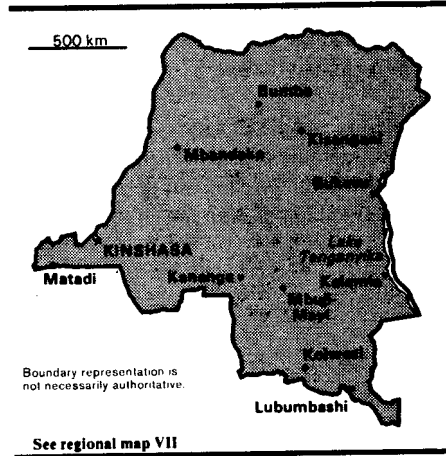 500 km
Bumba
Kisangani
Mbandaka
Bukavu
Lake
Tanganyika
KINSHASA
Matadi
Kananga
Kalemie
Mbuji-
Mayi
Boundary representation is
not necessarily authoritative.
Kolwezi
Lubumbashi
See regional map VII